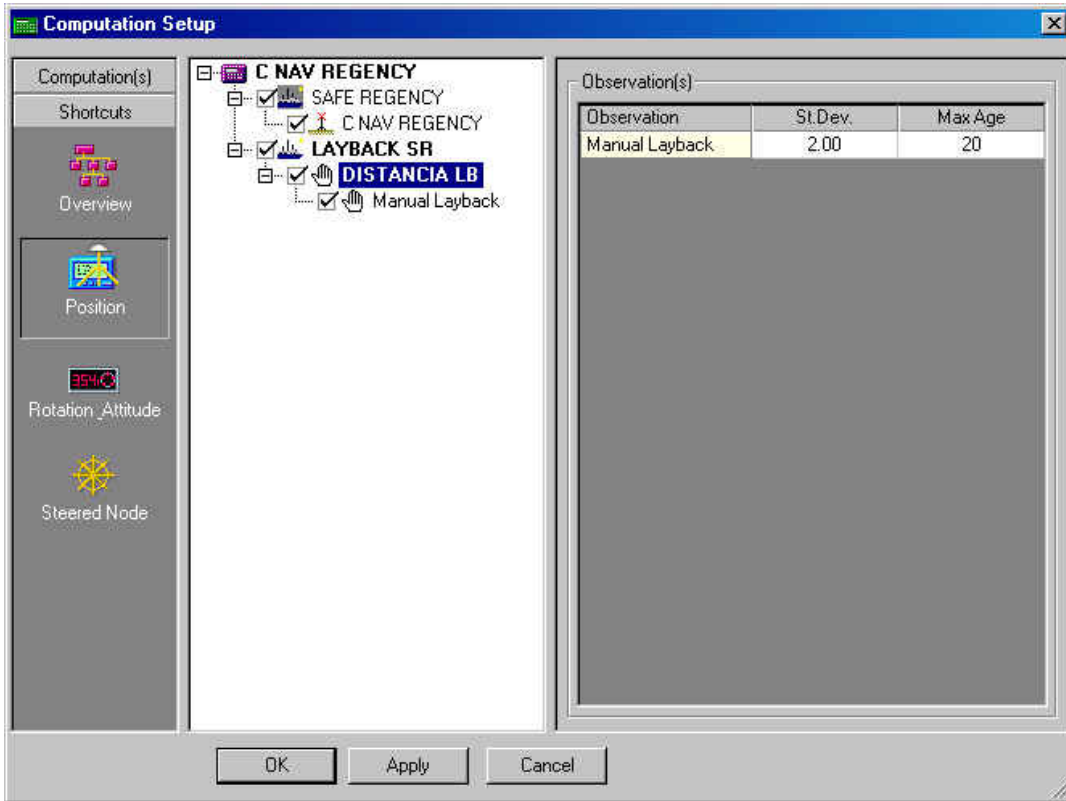 Computation Setup
Computation(s)
Shortcuts
Overview
Position
354
Rotation_Attitude
Steered Node
C NAV REGENCY
SAFE REGENCY
C NAV REGENCY
LAYBACK SR
DISTANCIA LB
Manual Layback
Observation(s)
Observation St.Dev. Max Age
Manual Layback 2.00 20
OK Apply Cancel